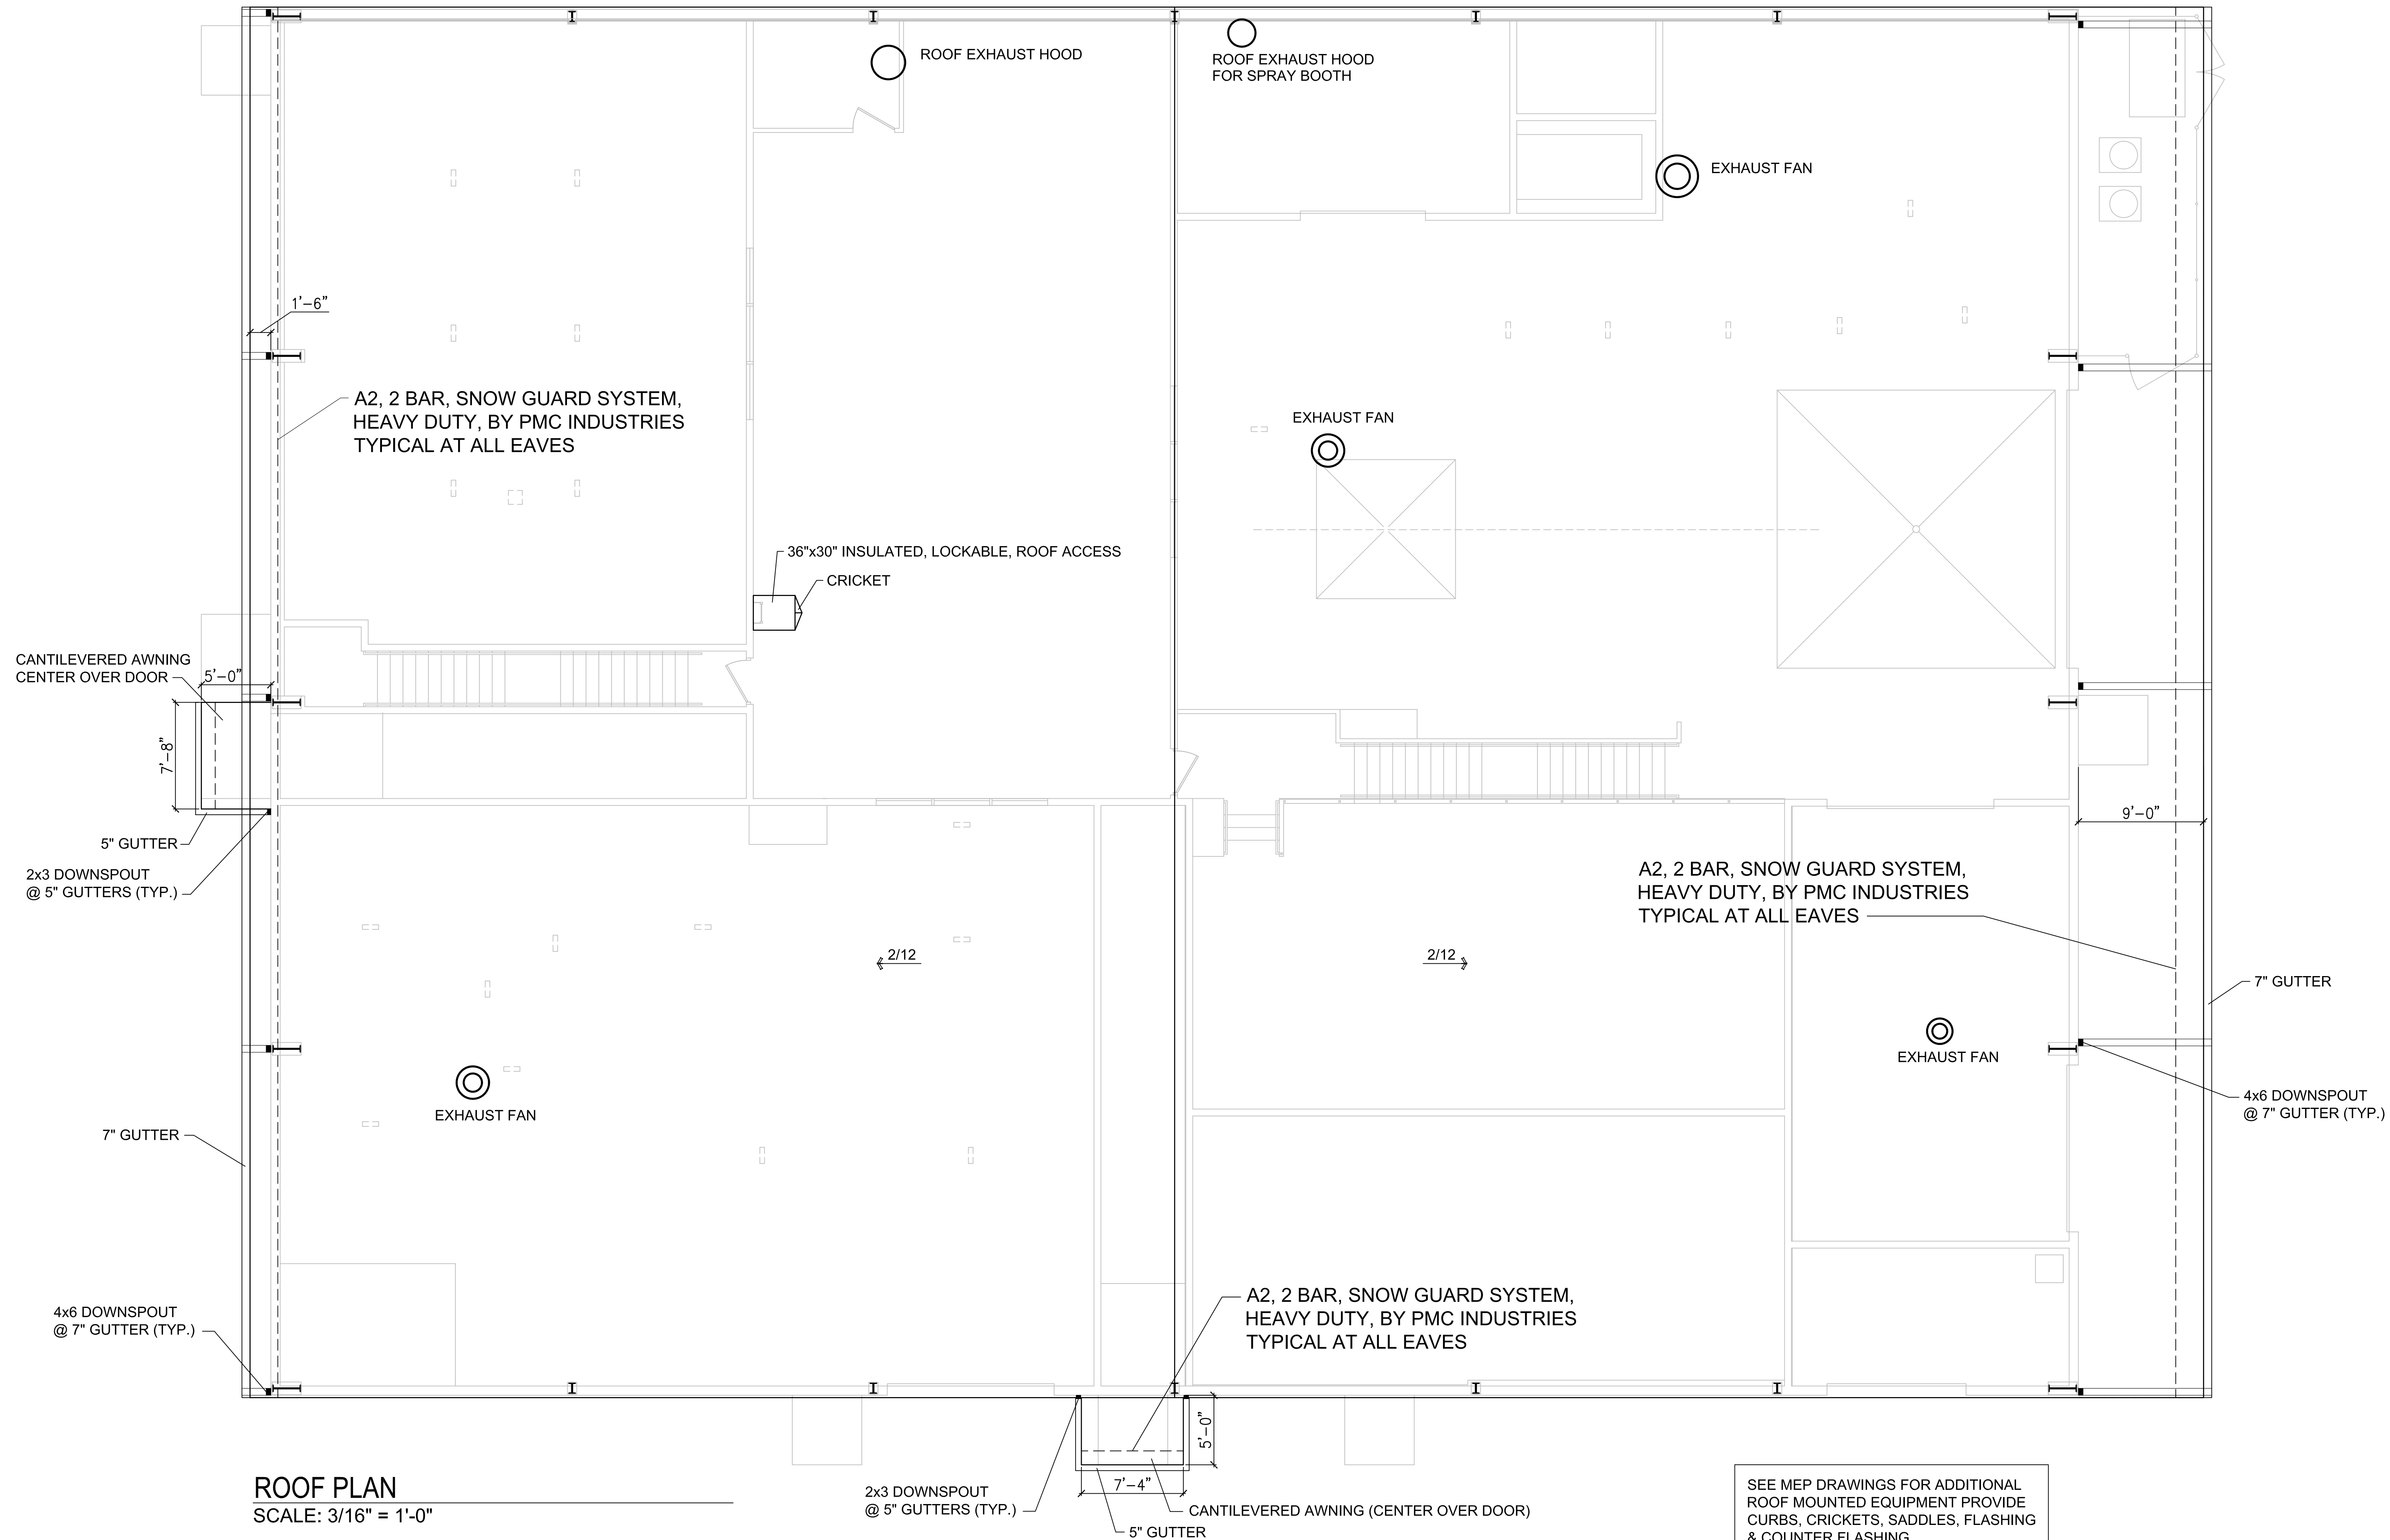 ROOF EXHAUST HOOD
ROOF EXHAUST HOOD
FOR SPRAY BOOTH
EXHAUST FAN
1'-6"
A2, 2 BAR, SNOW GUARD SYSTEM,
HEAVY DUTY, BY PMC INDUSTRIES
TYPICAL AT ALL EAVES
EXHAUST FAN
36"x30" INSULATED, LOCKABLE, ROOF ACCESS
CRICKET
CANTILEVERED AWNING
CENTER OVER DOOR
5'-0"
7'-8"
5" GUTTER
2x3 DOWNSPOUT
@ 5" GUTTERS (TYP.)
9'-0"
A2, 2 BAR, SNOW GUARD SYSTEM,
HEAVY DUTY, BY PMC INDUSTRIES
TYPICAL AT ALL EAVES
2/12
2/12
7" GUTTER
EXHAUST FAN
EXHAUST FAN
4x6 DOWNSPOUT
@ 7" GUTTER (TYP.)
7" GUTTER
4x6 DOWNSPOUT
@ 7" GUTTER (TYP.)
A2, 2 BAR, SNOW GUARD SYSTEM,
HEAVY DUTY, BY PMC INDUSTRIES
TYPICAL AT ALL EAVES
5'-0"
7'-4"
2x3 DOWNSPOUT
@ 5" GUTTERS (TYP.)
CANTILEVERED AWNING (CENTER OVER DOOR)
5" GUTTER
ROOF PLAN
SCALE: 3/16" = 1'-0"
SEE MEP DRAWINGS FOR ADDITIONAL
ROOF MOUNTED EQUIPMENT PROVIDE
CURBS, CRICKETS, SADDLES, FLASHING
& COUNTER FLASHING